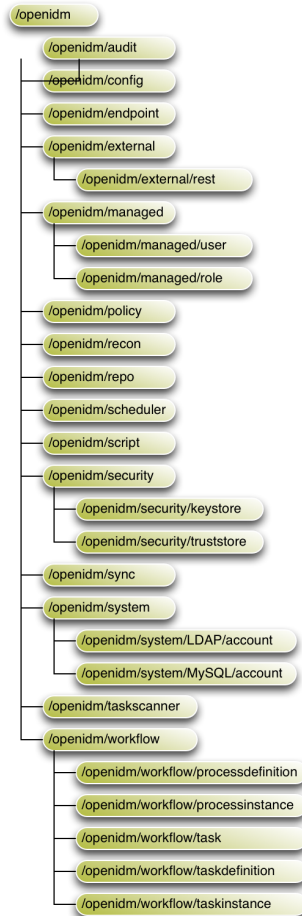 /openidm
/openidm/audit
/openidm/config
/openidm/endpoint
/openidm/external
/openidm/external/rest
/openidm/managed
/openidm/managed/user
/openidm/managed/role
/openidm/policy
/openidm/recon
/openidm/repo
/openidm/scheduler
/openidm/script
/openidm/security
/openidm/security/keystore
/openidm/security/truststore
/openidm/sync
/openidm/system
/openidm/system/LDAP/account
/openidm/system/MySQL/account
/openidm/taskscanner
/openidm/workflow
/openidm/workflow/processdefinition
/openidm/workflow/processinstance
/openidm/workflow/task
/openidm/workflow/taskdefinition
/openidm/workflow/taskinstance